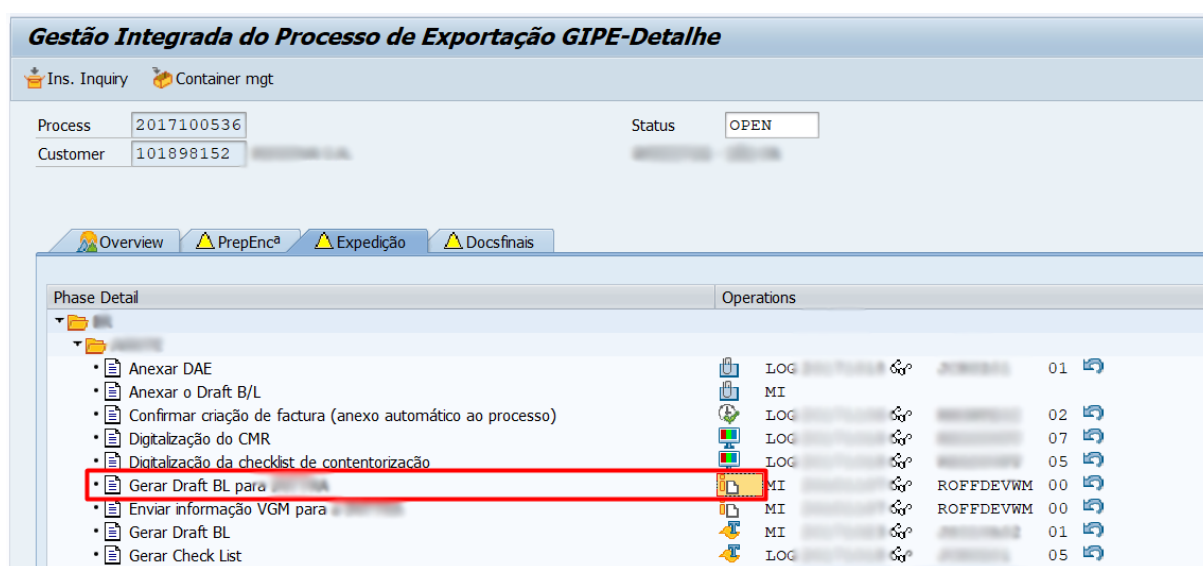 Gestão Integrada do Processo de Exportação GIPE-Detalhe
Ins. Inquiry Container mgt
Process 2017100536 Status OPEN
Customer 101898152
Overview PrepEncª Expedição Docsfinais
Phase Detail Operations
Anexar DAE LOG 01
Anexar o Draft B/L MI
Confirmar criação de factura (anexo automático ao processo) LOG 02
Digitalização do CMR LOG 07
Digitalização da checklist de contentorização LOG 05
Gerar Draft BL para MI ROFFDEVWM 00
Enviar informação VGM para MI ROFFDEVWM 00
Gerar Draft BL MI 01
Gerar Check List LOG 05